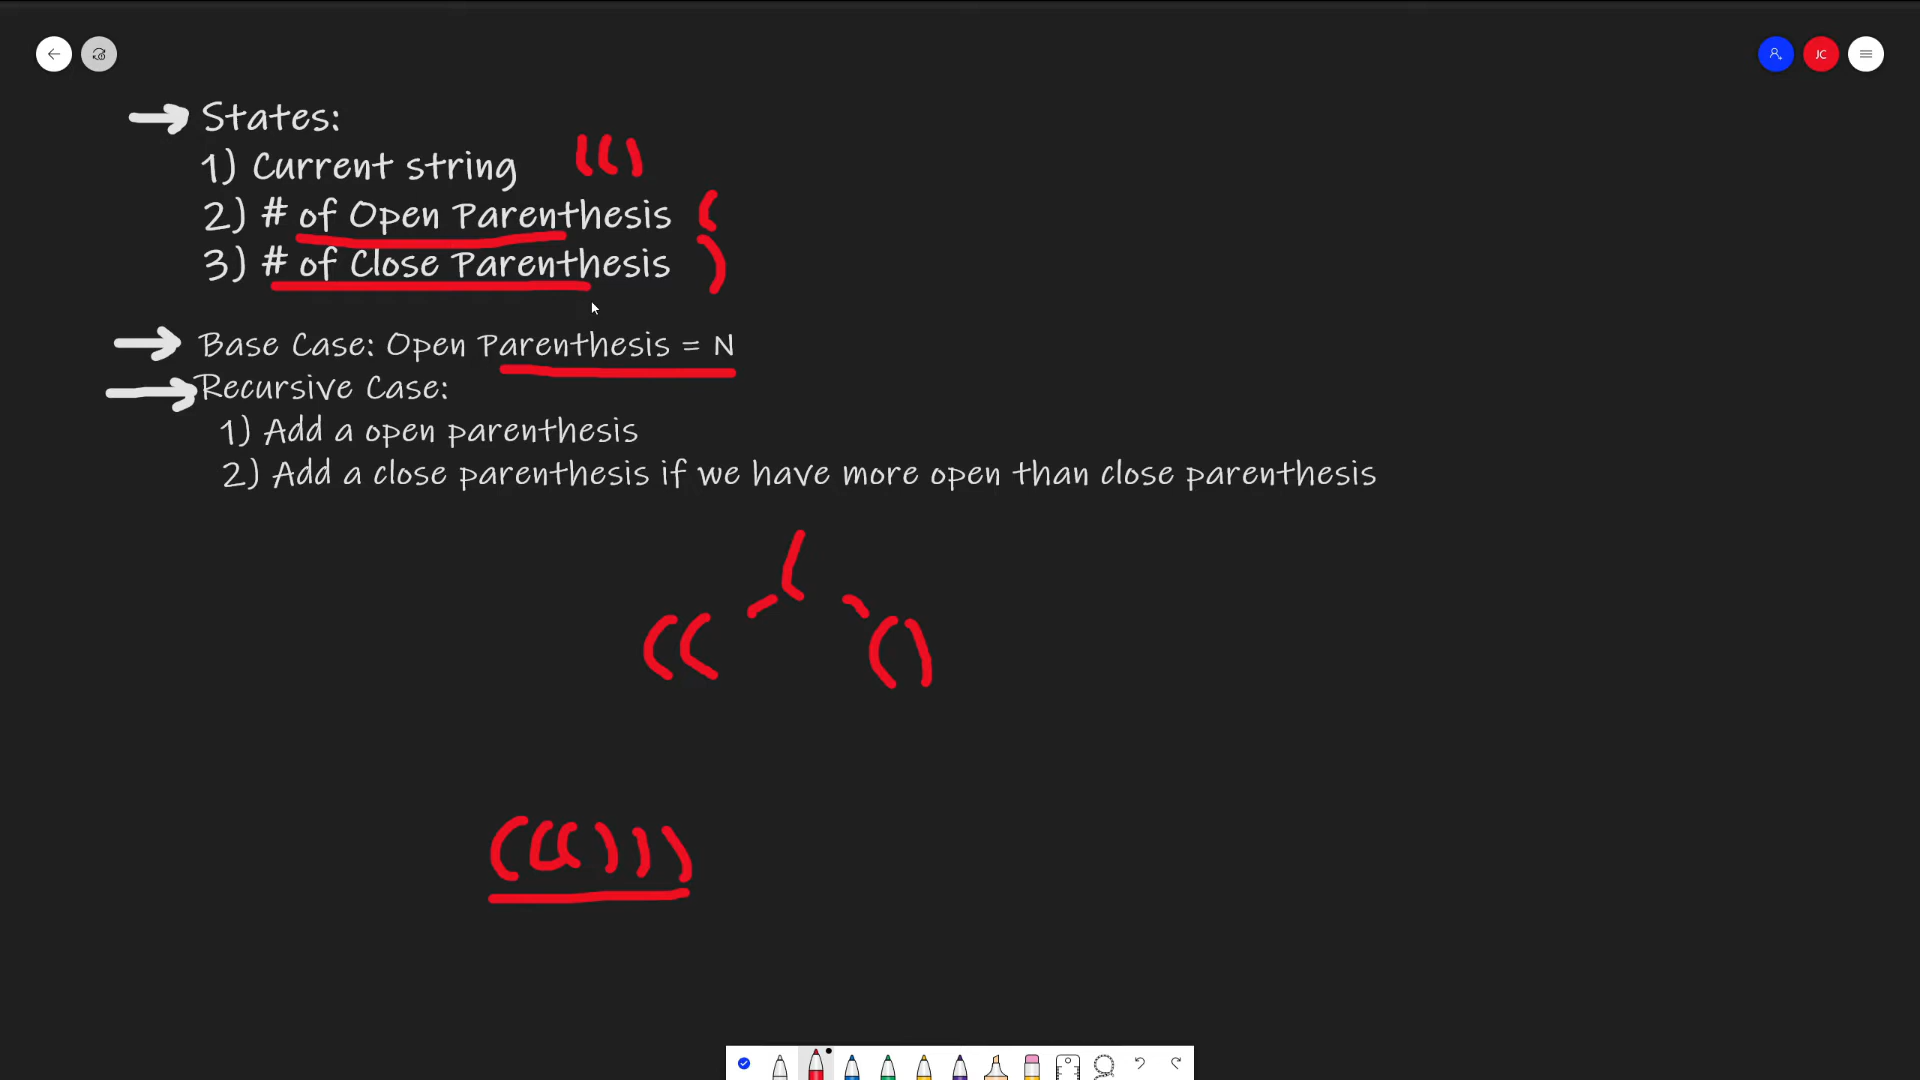 JC
States:
1) Current string (()
2) # of Open Parenthesis (
3) # of Close Parenthesis )
Base Case: Open Parenthesis = N
Recursive Case:
1) Add a open parenthesis
2) Add a close parenthesis if we have more open than close parenthesis
(
(( ()
((()))